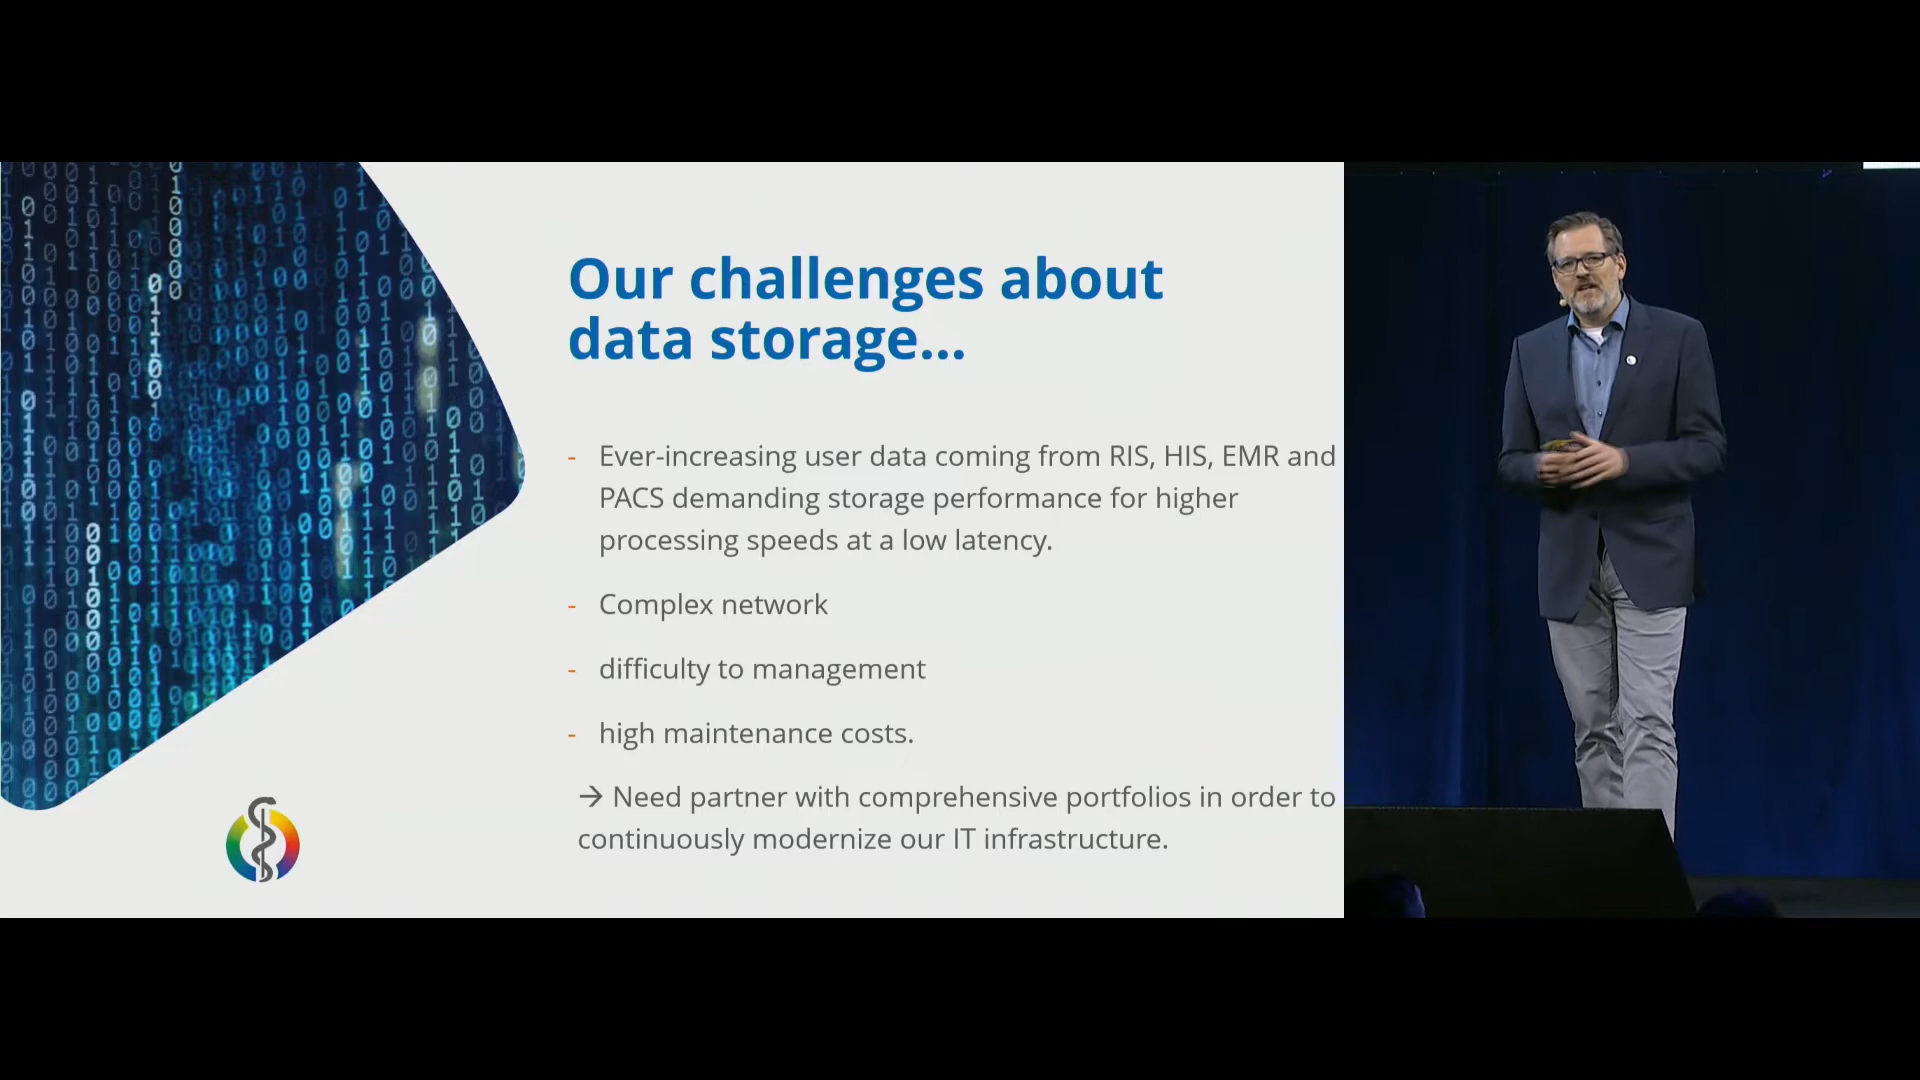 Our challenges about
data storage...
- Ever-increasing user data coming from RIS, HIS, EMR and
PACS demanding storage performance for higher
processing speeds at a low latency.
- Complex network
- difficulty to management
- high maintenance costs.
→ Need partner with comprehensive portfolios in order to
continuously modernize our IT infrastructure.